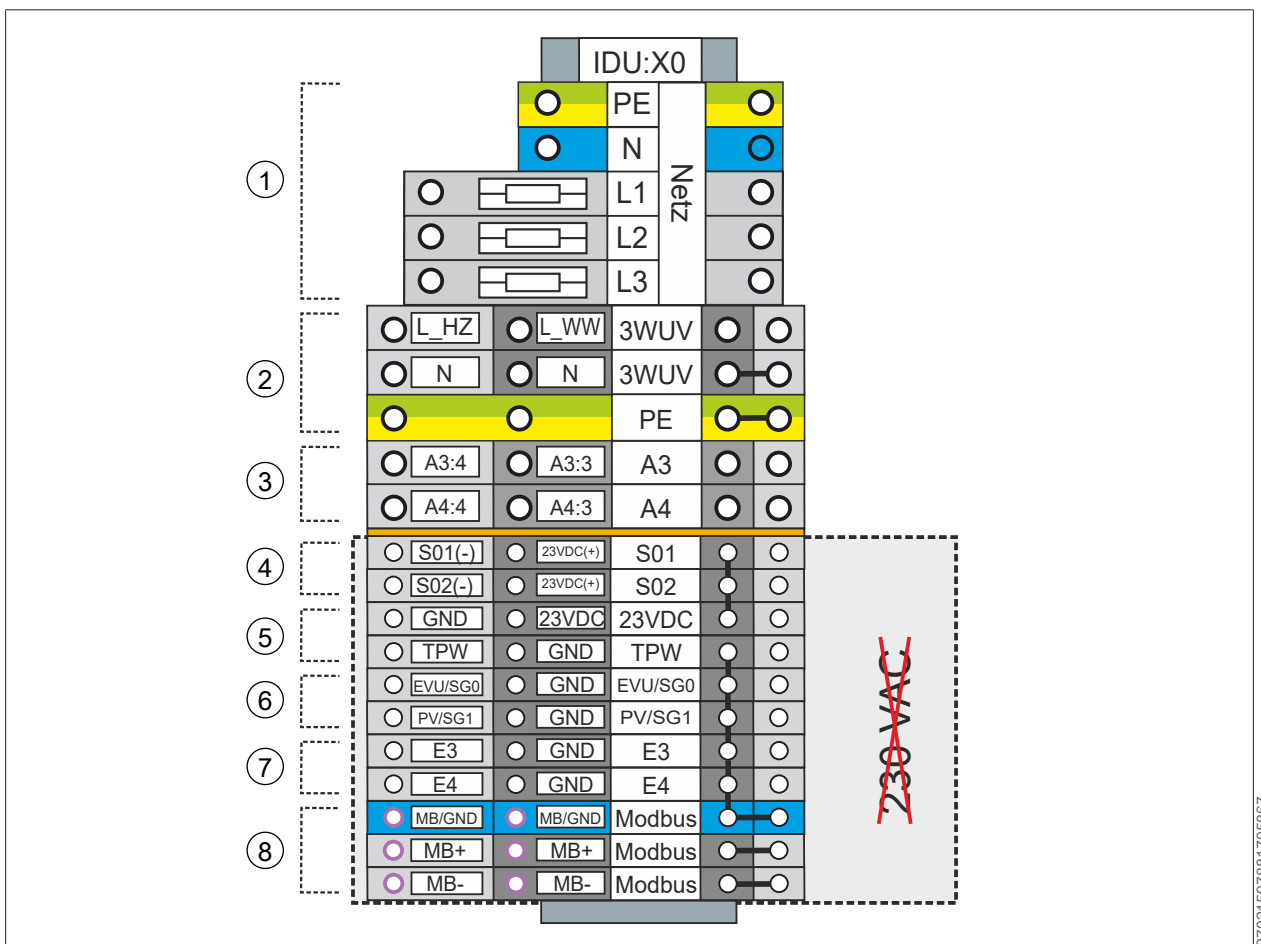 IDU:X0
PE
N
L1
L2
L3
Netz
1
L_HZ L_WW 3WUV
N N 3WUV
PE
2
A3:4 A3:3 A3
A4:4 A4:3 A4
3
S01(-) 23VDC(+) S01
S02(-) 23VDC(+) S02
4
GND 23VDC 23VDC
TPW GND TPW
5
EVU/SG0 GND EVU/SG0
PV/SG1 GND PV/SG1
6
E3 GND E3
E4 GND E4
7
MB/GND MB/GND Modbus
MB+ MB+ Modbus
MB- MB- Modbus
8
230 VAC